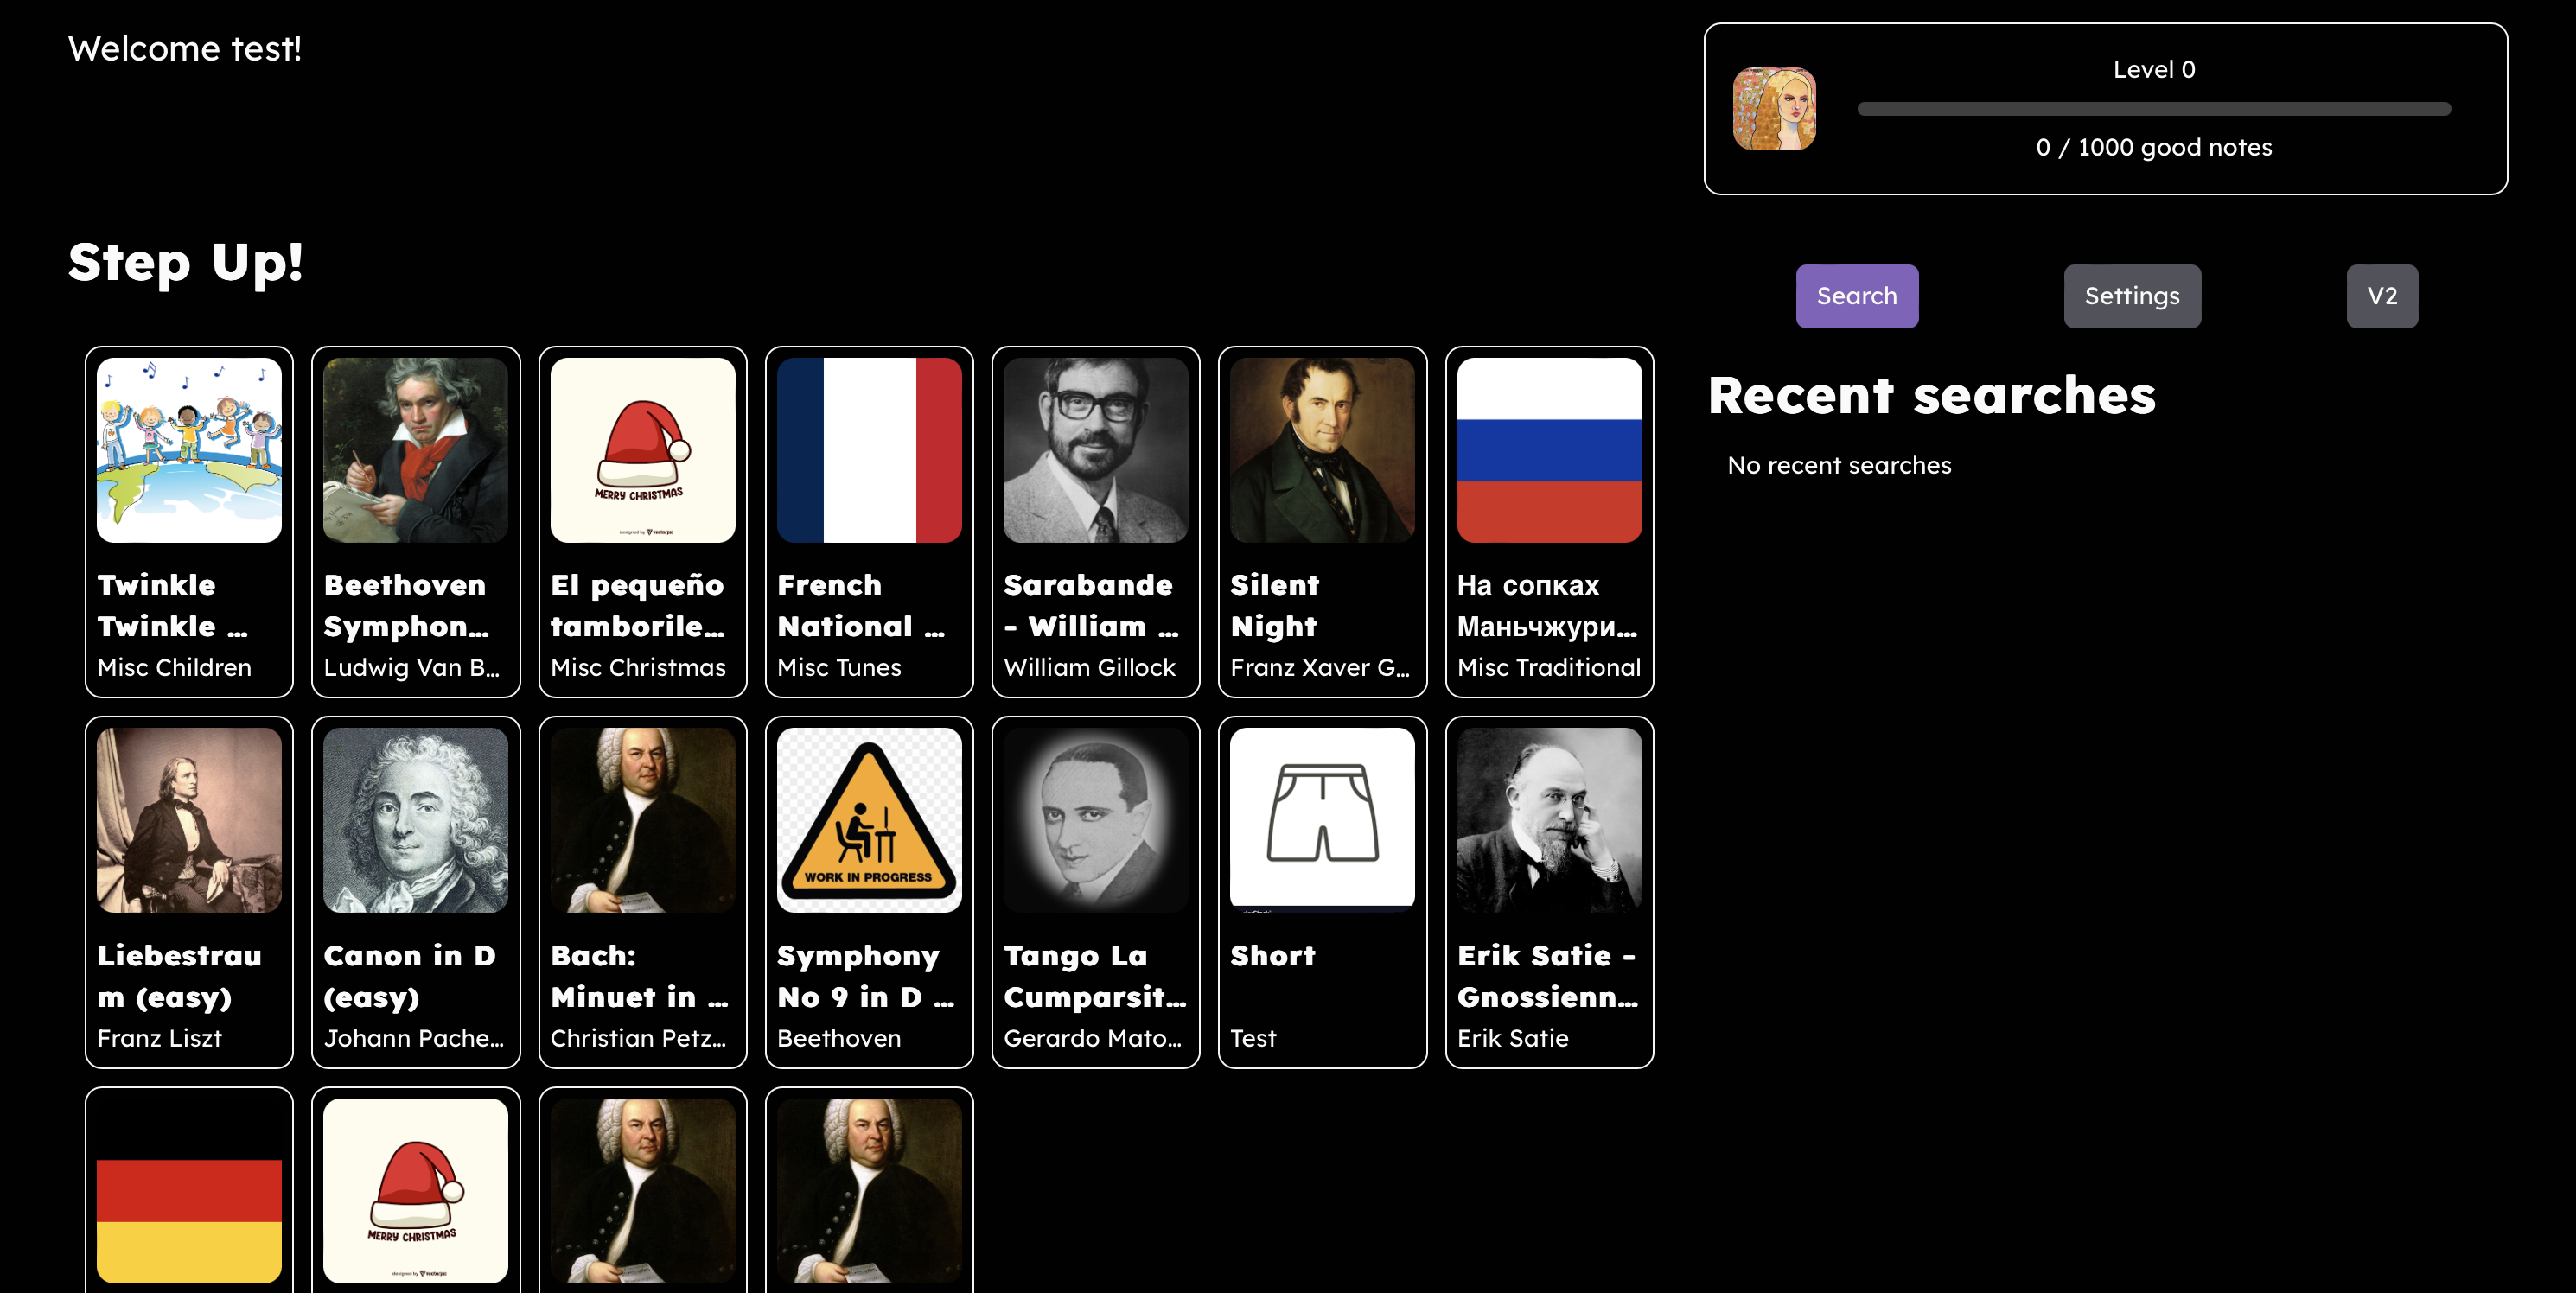 Welcome test!
Level 0
0 / 1000 good notes
Step Up!
Search
Settings
V2
Recent searches
No recent searches
MERRY CHRISTMAS
designed by vectorpic
Twinkle
Twinkle ...
Misc Children
Beethoven
Symphon...
Ludwig Van B...
El pequeño
tamborile...
Misc Christmas
French
National ...
Misc Tunes
Sarabande
- William ...
William Gillock
Silent
Night
Franz Xaver G...
На сопках
Маньчжури...
Misc Traditional
WORK IN PROGRESS
Liebestrau
m (easy)
Franz Liszt
Canon in D
(easy)
Johann Pache...
Bach:
Minuet in ...
Christian Petz...
Symphony
No 9 in D ...
Beethoven
Tango La
Cumparsit...
Gerardo Mato...
Short
Test
Erik Satie -
Gnossienn...
Erik Satie
MERRY CHRISTMAS
designed by vectorpic